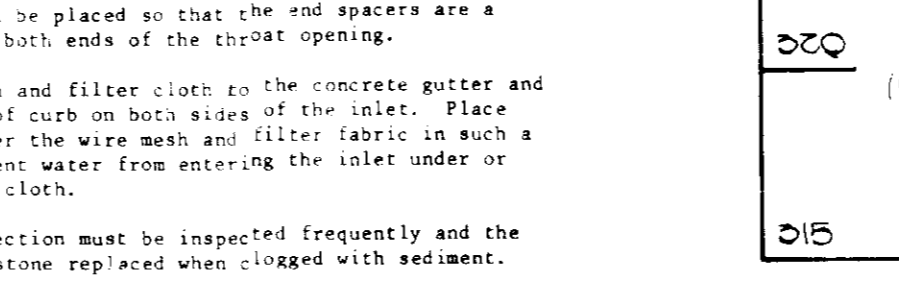 be placed so that the end spacers are a
both ends of the throat opening.
and filter cloth to the concrete gutter and
of curb on both sides of the inlet. Place
er the wire mesh and filter fabric in such a
ent water from entering the inlet under or
cloth.
ection must be inspected frequently and the
stone replaced when clogged with sediment.
320
315